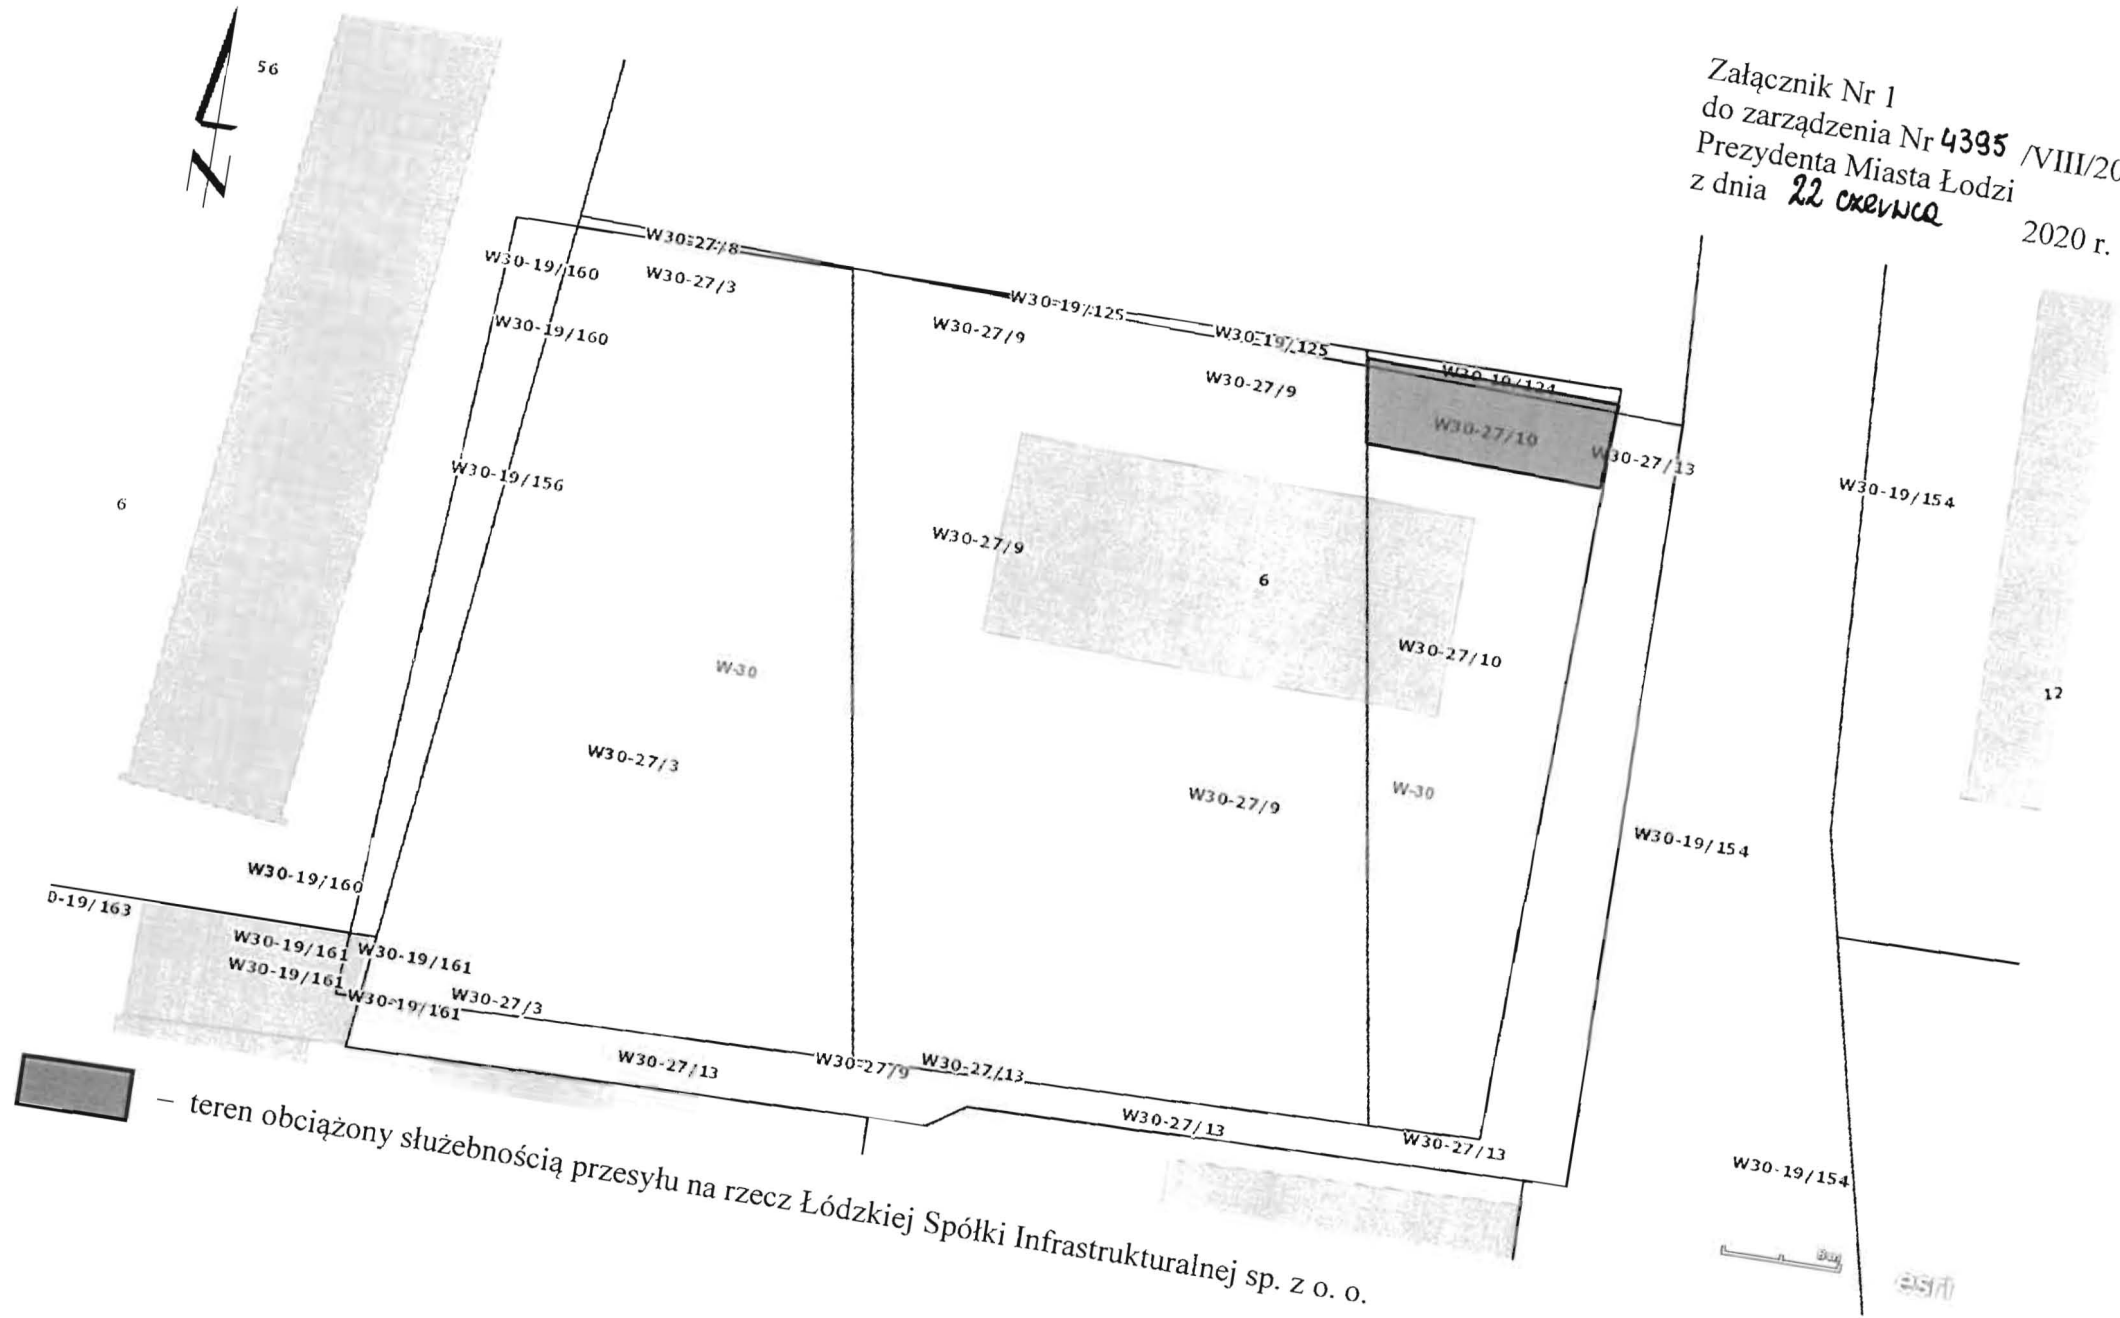 56
Załącznik Nr 1
do zarządzenia Nr 4395 /VIII/20
Prezydenta Miasta Łodzi
z dnia 22 czerwca 2020 r.
W30-27/8
W30-19/160
W30-27/3
W30-19/125
W30-19/160
W30-27/9
W30-19/125
W30-27/9
W30-19/124
W30-27/10
W30-27/13
W30-19/156
W30-19/154
6
W30-27/9
6
W30-27/10
W-30
12
W30-27/3
W30-27/9
W-30
W30-19/154
W30-19/160
0-19/163
W30-19/161
W30-19/161
W30-19/161
W30-19/161
W30-27/3
W30-27/13
W30-27/9
W30-27/13
W30-27/13
W30-27/13
W30-19/154
– teren obciążony służebnością przesyłu na rzecz Łódzkiej Spółki Infrastrukturalnej sp. z o. o.
esri